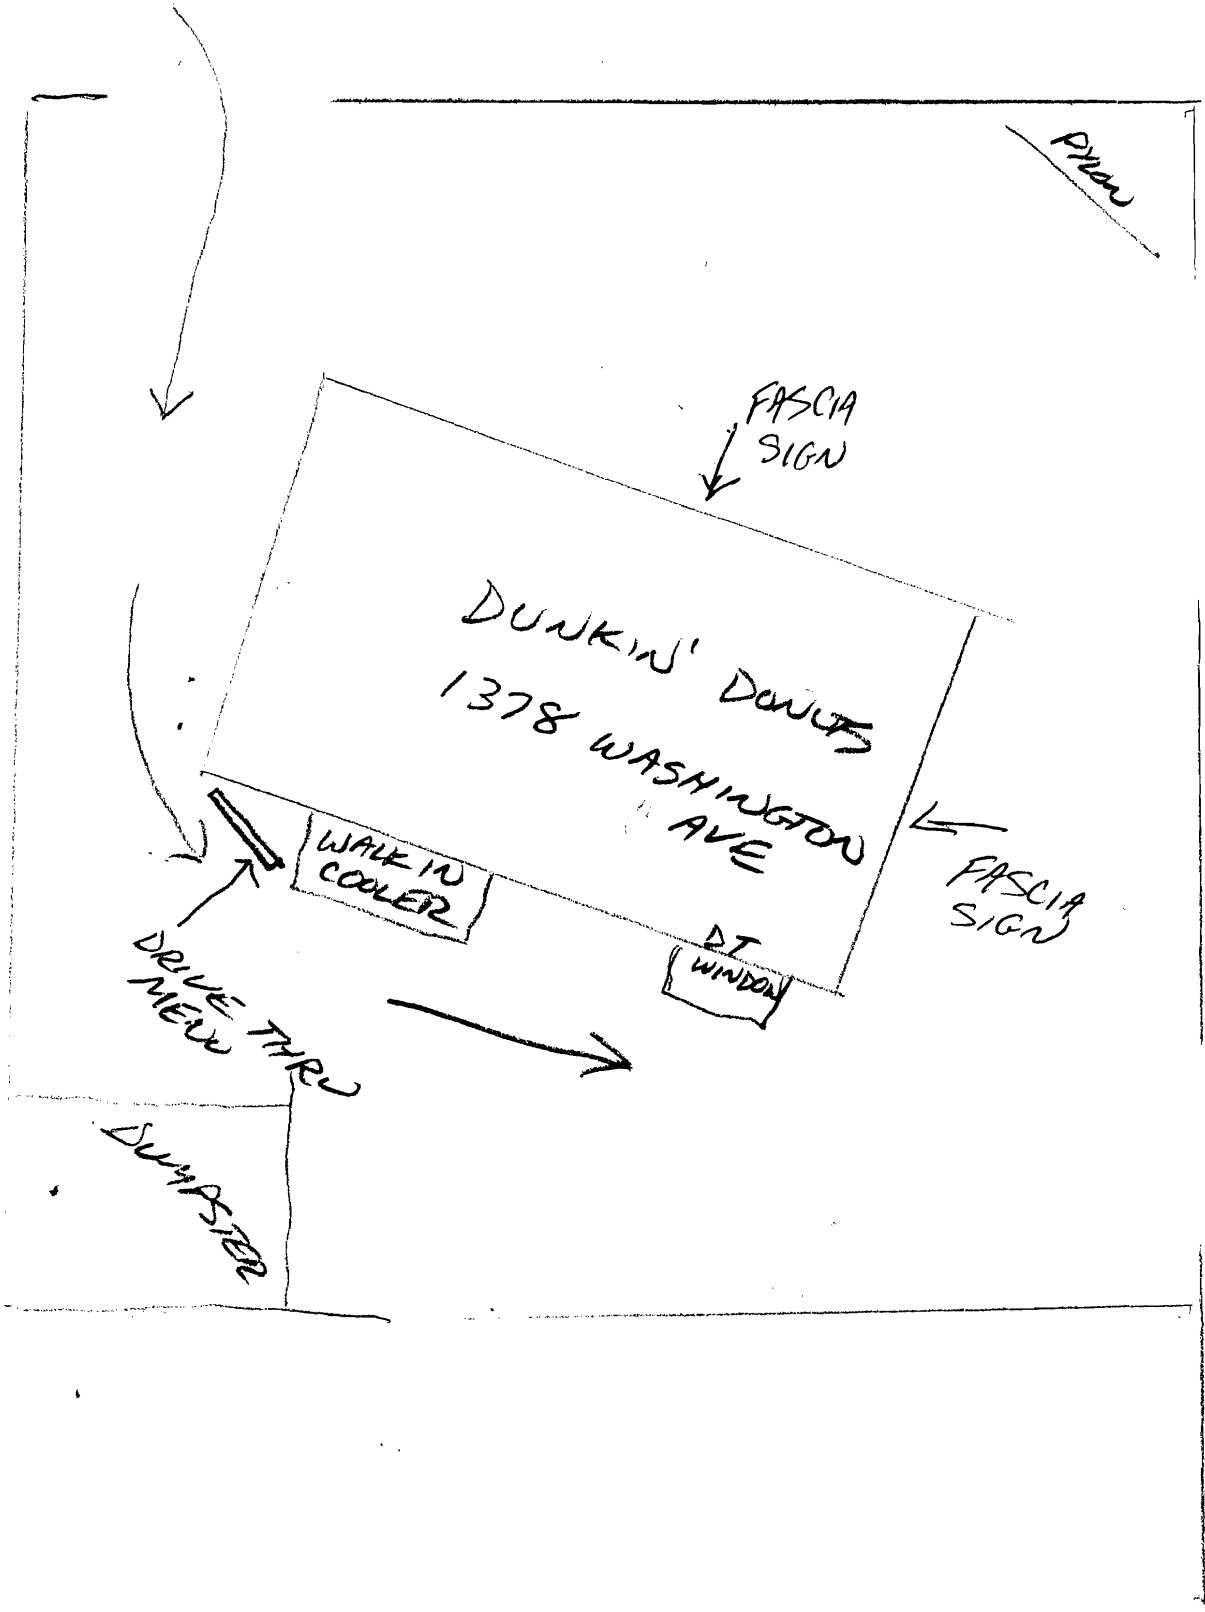 PYLON
FASCIA
SIGN
DUNKIN' DONUTS
1378 WASHINGTON
AVE
FASCIA
SIGN
WALK IN
COOLER
DT
WINDOW
DRIVE THRU
MENU
DUMPSTER